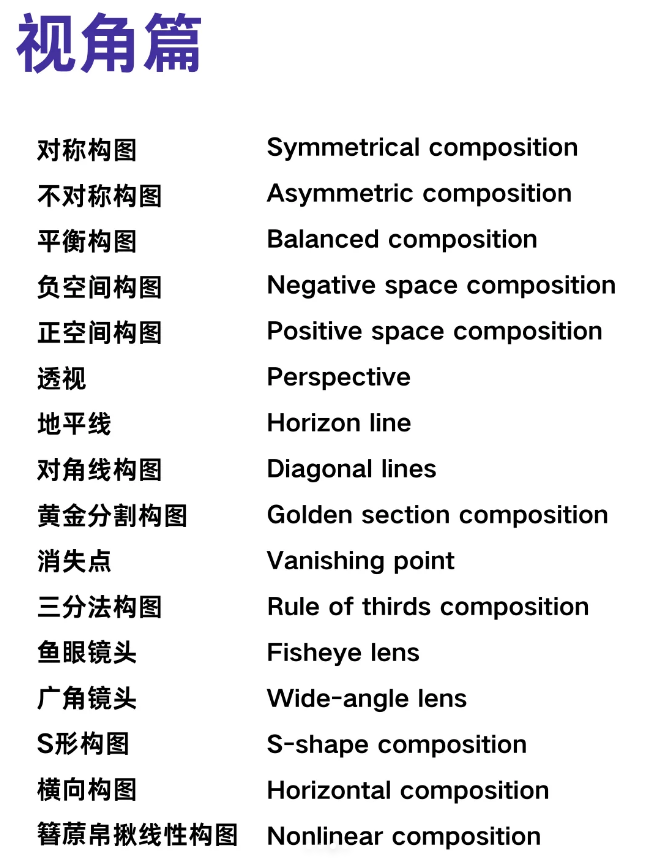 视角篇
对称构图 Symmetrical composition
不对称构图 Asymmetric composition
平衡构图 Balanced composition
负空间构图 Negative space composition
正空间构图 Positive space composition
透视 Perspective
地平线 Horizon line
对角线构图 Diagonal lines
黄金分割构图 Golden section composition
消失点 Vanishing point
三分法构图 Rule of thirds composition
鱼眼镜头 Fisheye lens
广角镜头 Wide-angle lens
S形构图 S-shape composition
横向构图 Horizontal composition
簪蒝帛揪线性构图 Nonlinear composition